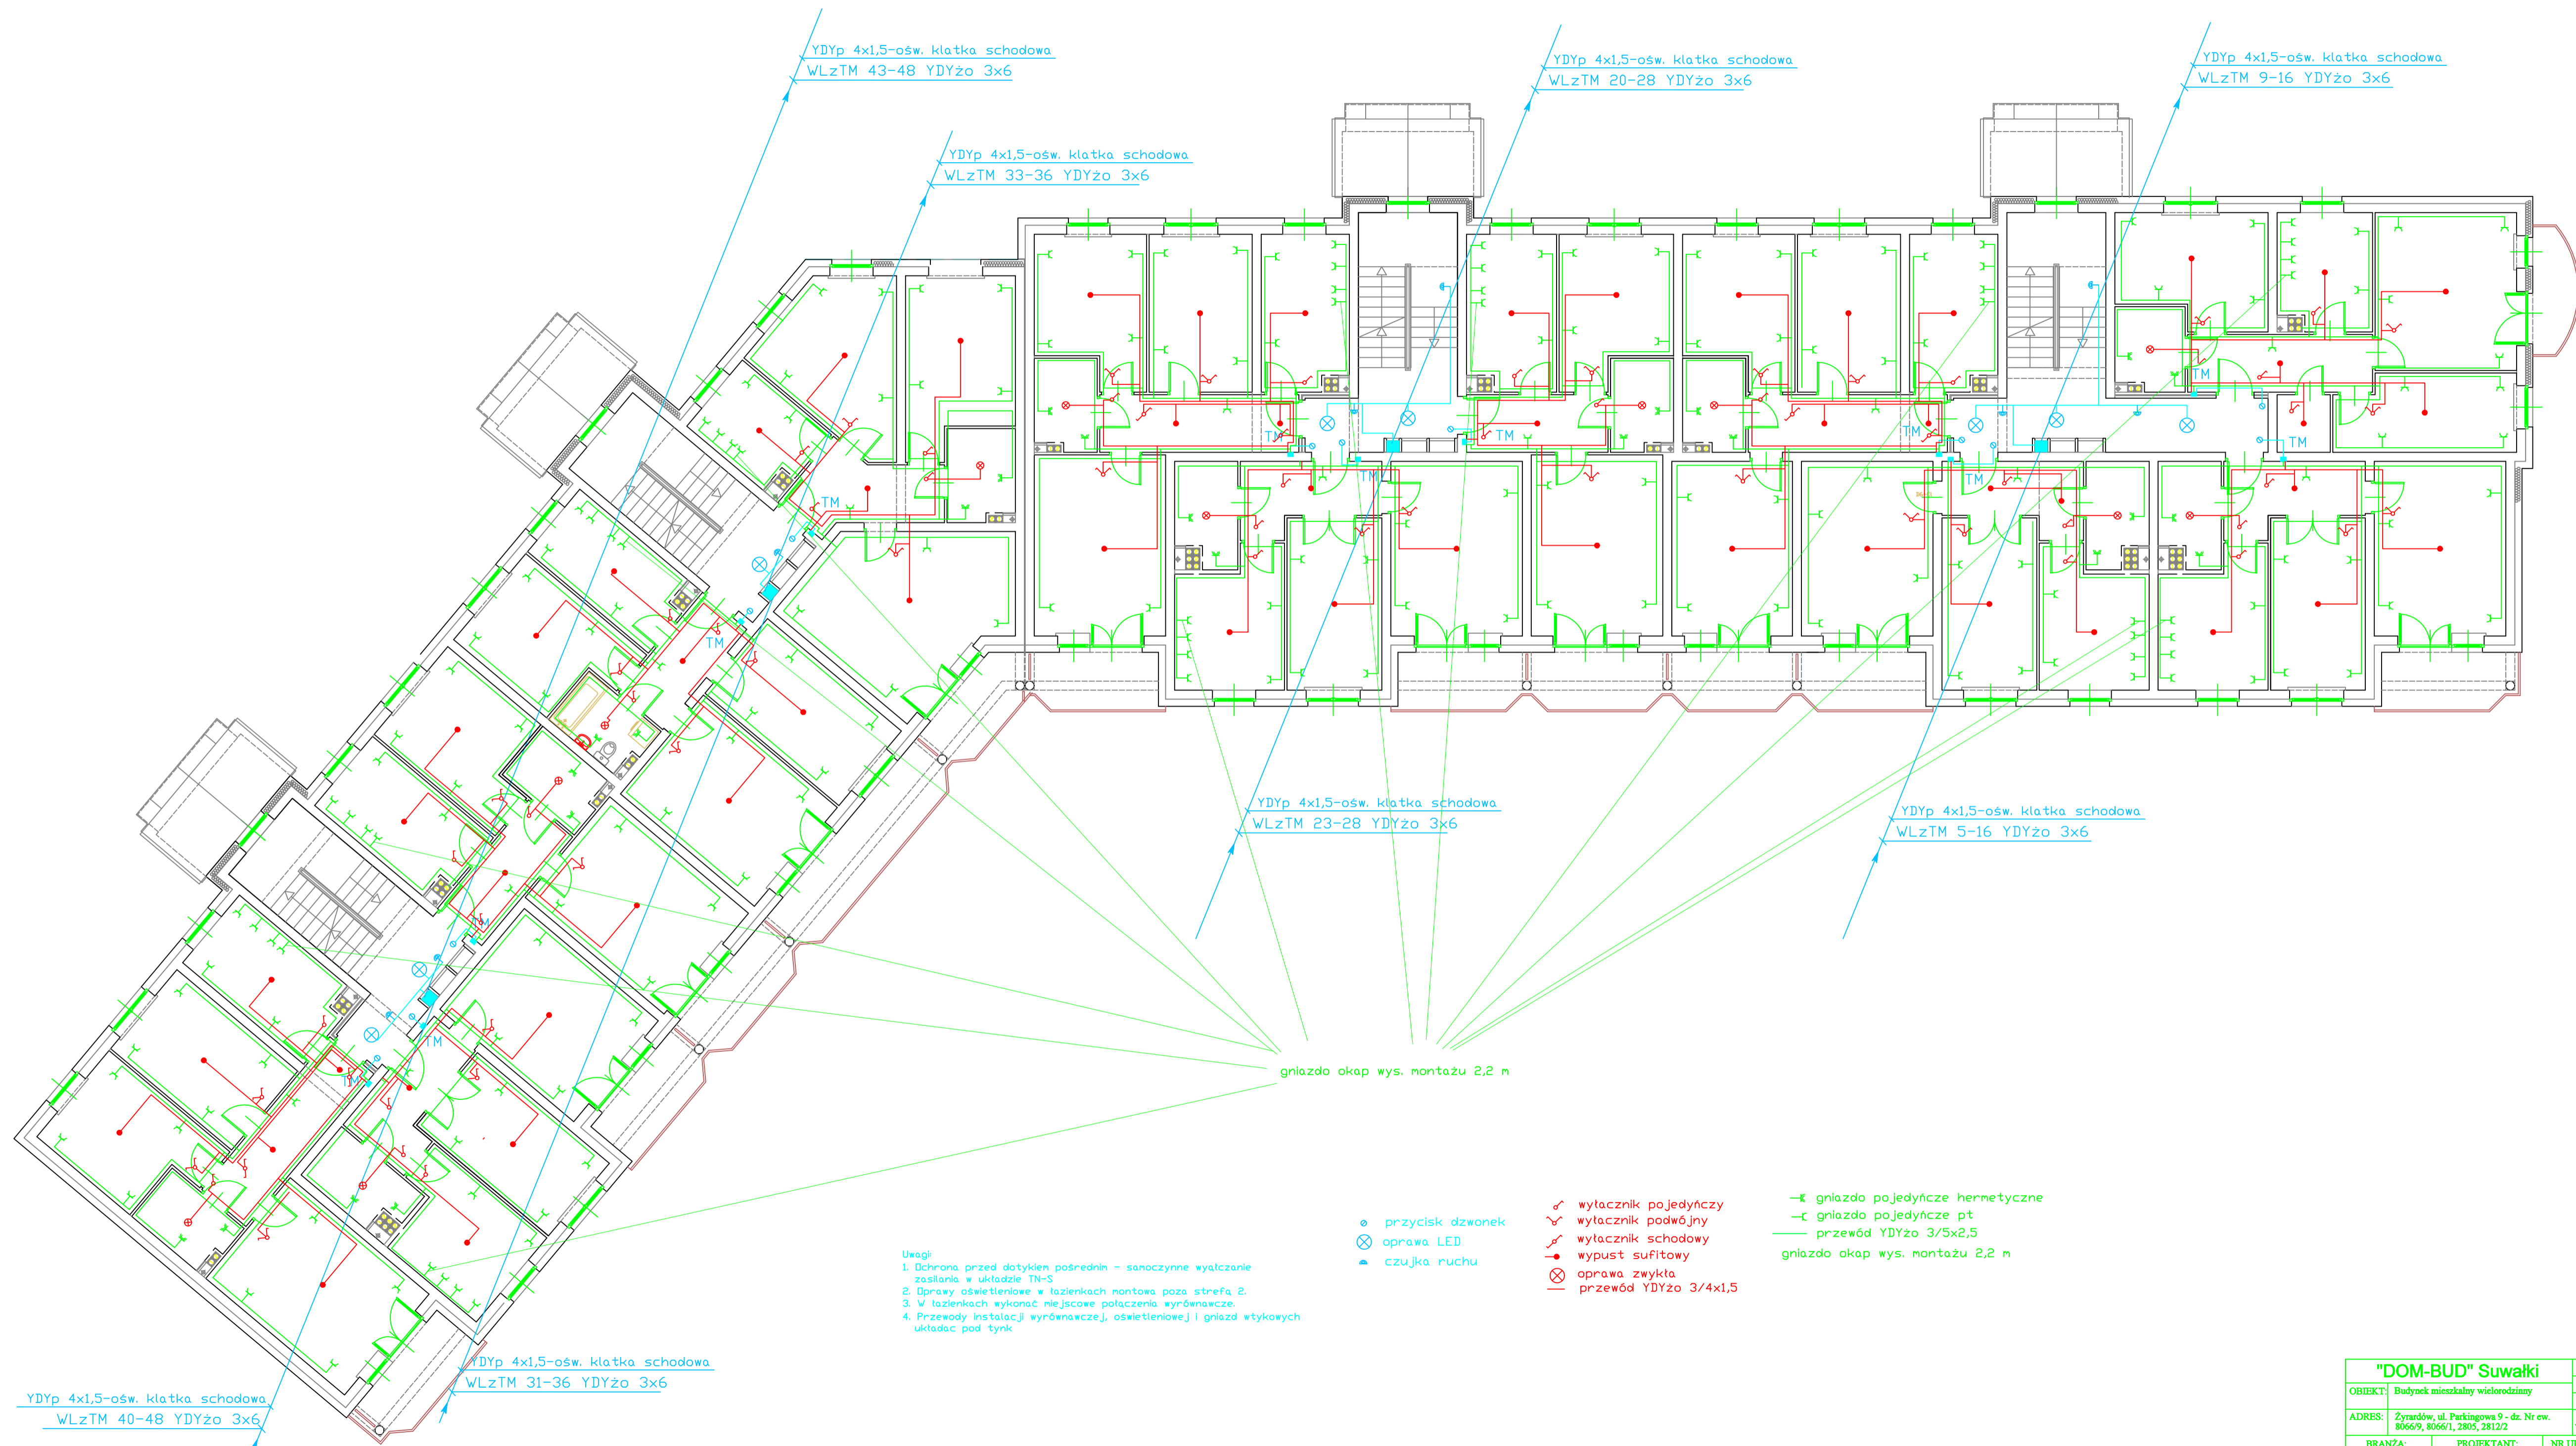 YDYp 4x1,5-ośw. klatka schodowa
WLzTM 43-48 YDYżo 3x6
YDYp 4x1,5-ośw. klatka schodowa
WLzTM 20-28 YDYżo 3x6
YDYp 4x1,5-ośw. klatka schodowa
WLzTM 9-16 YDYżo 3x6
YDYp 4x1,5-ośw. klatka schodowa
WLzTM 33-36 YDYżo 3x6
TM
TM
TM
TM
TM
TM
TM
TM
TM
TM
YDYp 4x1,5-ośw. klatka schodowa
WLzTM 23-28 YDYżo 3x6
YDYp 4x1,5-ośw. klatka schodowa
WLzTM 5-16 YDYżo 3x6
TM
TM
TM
gniazdo okap wys. montażu 2,2 m
Uwagi:
1. Ochrona przed dotykiem pośrednim - samoczynne wyątczanie
zasilania w układzie TN-S
2. Oprawy oświetleniowe w łazienkach montowa poza strefą 2.
3. W łazienkach wykonać miejscowe połaczenia wyrównawcze.
4. Przewody instalacji wyrównawczej, oświetleniowej i gniazd wtykowych
układac pod tynk
przycisk dzwonek
oprawa LED
czujka ruchu
wyłacznik pojedyńczy
wyłacznik podwójny
wyłacznik schodowy
wypust sufitowy
oprawa zwykła
przewód YDYżo 3/4x1,5
gniazdo pojedyńcze hermetyczne
gniazdo pojedyńcze pt
przewód YDYżo 3/5x2,5
gniazdo okap wys. montażu 2,2 m
YDYp 4x1,5-ośw. klatka schodowa
WLzTM 31-36 YDYżo 3x6
YDYp 4x1,5-ośw. klatka schodowa
WLzTM 40-48 YDYżo 3x6
"DOM-BUD" Suwałki
OBIEKT: Budynek mieszkalny wielorodzinny
ADRES: Żyrardów, ul. Parkingowa 9 - dz. Nr ew.
8066/9, 8066/1, 2805, 2812/2
BRANŻA: PROJEKTANT: